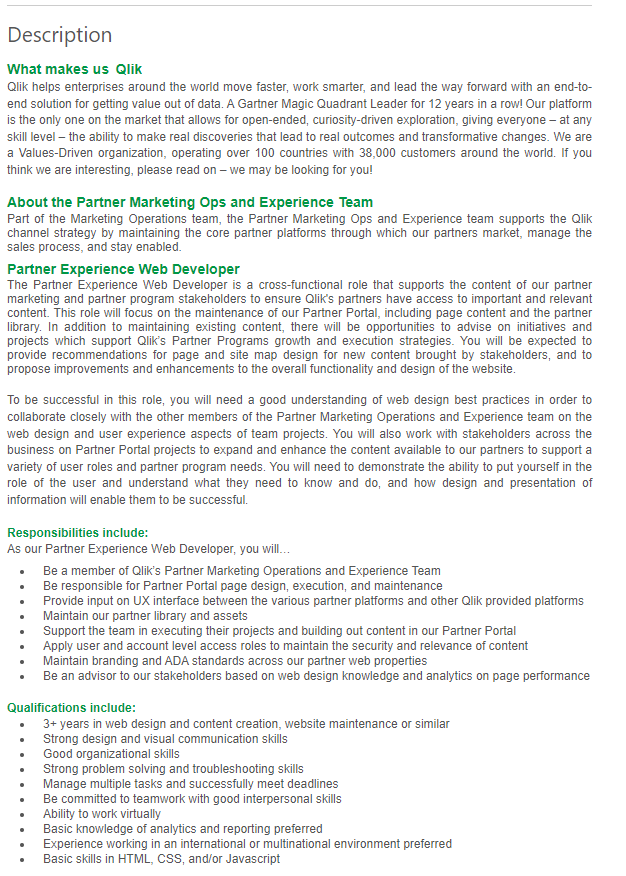 Description
What makes us Qlik
Qlik helps enterprises around the world move faster, work smarter, and lead the way forward with an end-to-
end solution for getting value out of data. A Gartner Magic Quadrant Leader for 12 years in a row! Our platform
is the only one on the market that allows for open-ended, curiosity-driven exploration, giving everyone – at any
skill level – the ability to make real discoveries that lead to real outcomes and transformative changes. We are
a Values-Driven organization, operating over 100 countries with 38,000 customers around the world. If you
think we are interesting, please read on – we may be looking for you!
About the Partner Marketing Ops and Experience Team
Part of the Marketing Operations team, the Partner Marketing Ops and Experience team supports the Qlik
channel strategy by maintaining the core partner platforms through which our partners market, manage the
sales process, and stay enabled.
Partner Experience Web Developer
The Partner Experience Web Developer is a cross-functional role that supports the content of our partner
marketing and partner program stakeholders to ensure Qlik's partners have access to important and relevant
content. This role will focus on the maintenance of our Partner Portal, including page content and the partner
library. In addition to maintaining existing content, there will be opportunities to advise on initiatives and
projects which support Qlik's Partner Programs growth and execution strategies. You will be expected to
provide recommendations for page and site map design for new content brought by stakeholders, and to
propose improvements and enhancements to the overall functionality and design of the website.
To be successful in this role, you will need a good understanding of web design best practices in order to
collaborate closely with the other members of the Partner Marketing Operations and Experience team on the
web design and user experience aspects of team projects. You will also work with stakeholders across the
business on Partner Portal projects to expand and enhance the content available to our partners to support a
variety of user roles and partner program needs. You will need to demonstrate the ability to put yourself in the
role of the user and understand what they need to know and do, and how design and presentation of
information will enable them to be successful.
Responsibilities include:
As our Partner Experience Web Developer, you will…
• Be a member of Qlik's Partner Marketing Operations and Experience Team
• Be responsible for Partner Portal page design, execution, and maintenance
• Provide input on UX interface between the various partner platforms and other Qlik provided platforms
• Maintain our partner library and assets
• Support the team in executing their projects and building out content in our Partner Portal
• Apply user and account level access roles to maintain the security and relevance of content
• Maintain branding and ADA standards across our partner web properties
• Be an advisor to our stakeholders based on web design knowledge and analytics on page performance
Qualifications include:
• 3+ years in web design and content creation, website maintenance or similar
• Strong design and visual communication skills
• Good organizational skills
• Strong problem solving and troubleshooting skills
• Manage multiple tasks and successfully meet deadlines
• Be committed to teamwork with good interpersonal skills
• Ability to work virtually
• Basic knowledge of analytics and reporting preferred
• Experience working in an international or multinational environment preferred
• Basic skills in HTML, CSS, and/or Javascript